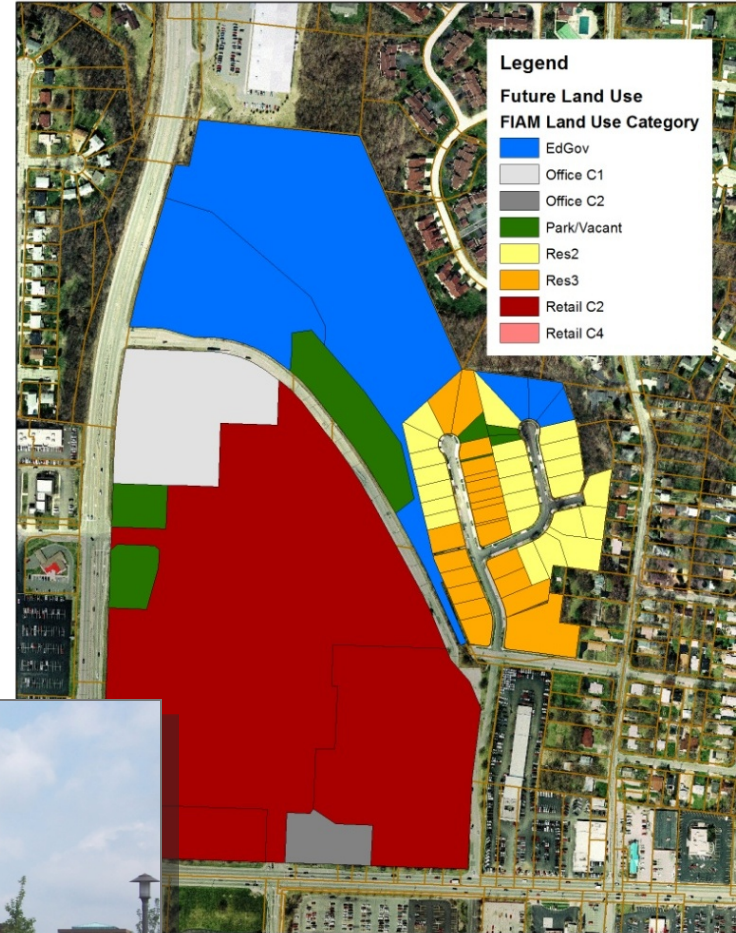 Legend
Future Land Use
FIAM Land Use Category
EdGov
Office C1
Office C2
Park/Vacant
Res2
Res3
Retail C2
Retail C4